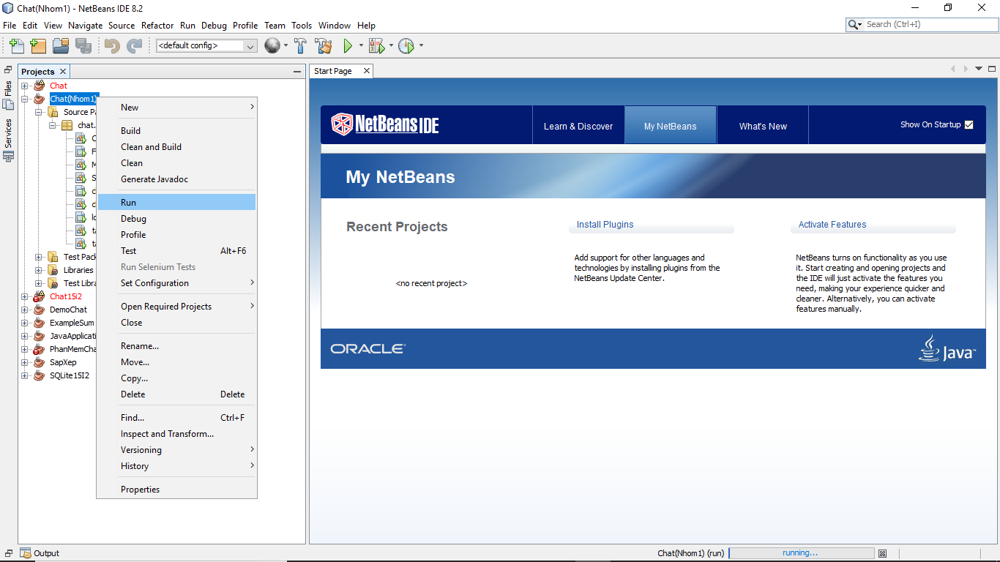 Chat(Nhom1) - NetBeans IDE 8.2
File Edit View Navigate Source Refactor Run Debug Profile Team Tools Window Help
Search (Ctrl+I)
<default config>
Files
Services
Projects
Chat
Chat(Nhom1)
Source Pa
chat.
Test Pack
Libraries
Test Libra
Chat15i2
DemoChat
ExampleSum
JavaApplicati
PhanMemCha
SapXep
SQLite15I2
New
Build
Clean and Build
Clean
Generate Javadoc
Run
Debug
Profile
Test Alt+F6
Run Selenium Tests
Set Configuration
Open Required Projects
Close
Rename...
Move...
Copy...
Delete Delete
Find... Ctrl+F
Inspect and Transform...
Versioning
History
Properties
Start Page
NetBeans IDE
Learn & Discover
My NetBeans
What's New
Show On Startup
My NetBeans
Recent Projects
<no recent project>
Install Plugins
Add support for other languages and
technologies by installing plugins from the
NetBeans Update Center.
Activate Features
NetBeans turns on functionality as you use
it. Start creating and opening projects and
the IDE will just activate the features you
need, making your experience quicker and
cleaner. Alternatively, you can activate
features manually.
ORACLE
Java
Output
Chat(Nhom1) (run)
running...